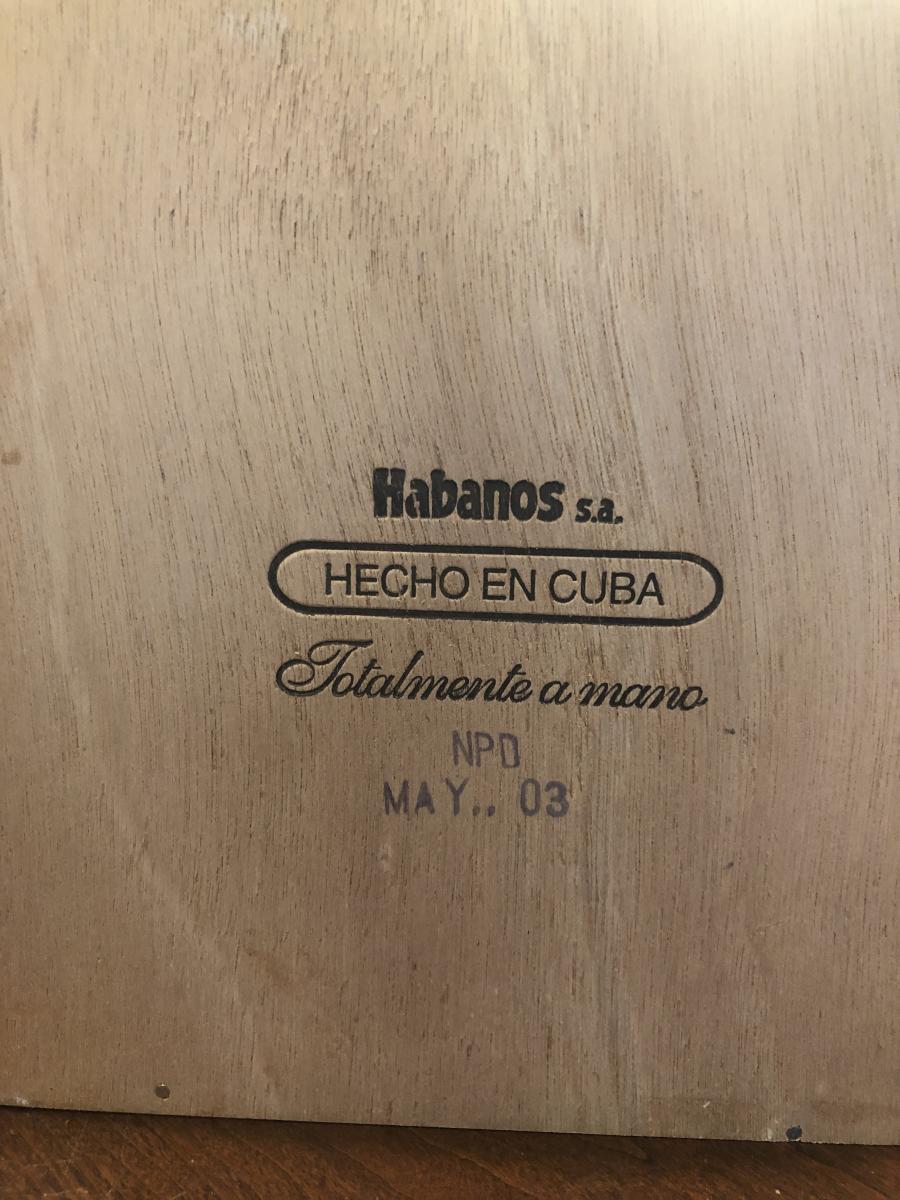 Habanos s.a.
HECHO EN CUBA
Totalmente a mano
NPD
MAY.. 03